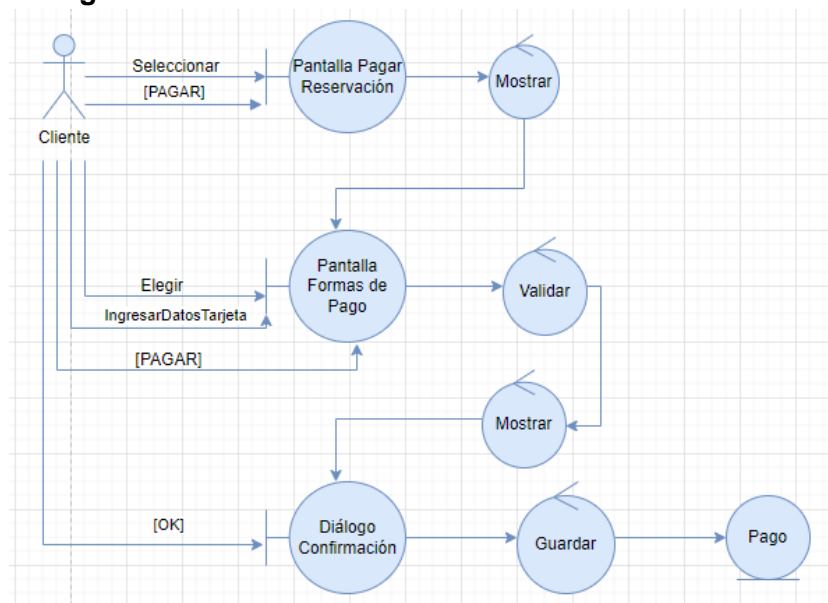 Seleccionar
[PAGAR]
Pantalla Pagar
Reservación
Mostrar
Cliente
Elegir
IngresarDatosTarjeta
[PAGAR]
Pantalla
Formas de
Pago
Validar
Mostrar
[OK]
Diálogo
Confirmación
Guardar
Pago